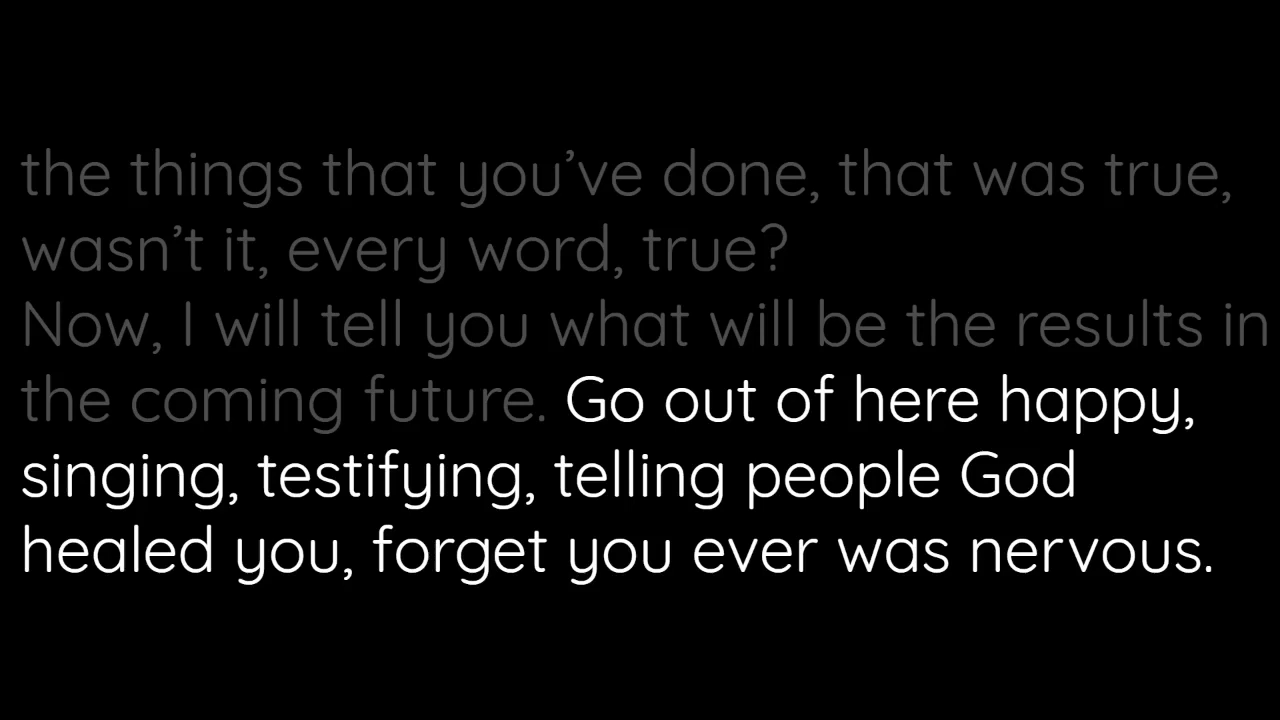 the things that you’ve done, that was true,
wasn’t it, every word, true?
Now, I will tell you what will be the results in
the coming future. Go out of here happy,
singing, testifying, telling people God
healed you, forget you ever was nervous.